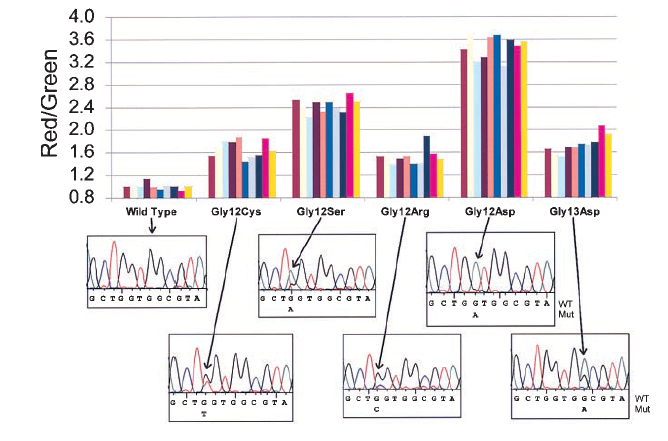 4.0
3.6
3.2
2.8
2.4
2.0
1.6
1.2
0.8
Red/Green
Wild Type Gly12Cys Gly12Ser Gly12Arg Gly12Asp Gly13Asp
G C T G G T G G C G T A
G C T G G T G G C G T A
A
G C T G G T G G C G T A WT
A Mut
G C T G G T G G C G T A
T
G C T G G T G G C G T A
C
G C T G G T G G C G T A WT
A Mut